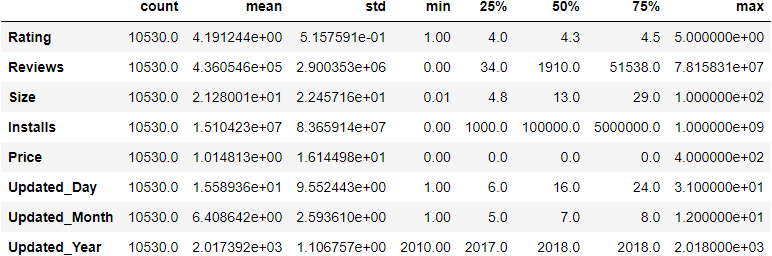 count mean std min 25% 50% 75% max
Rating 10530.0 4.191244e+00 5.157591e-01 1.00 4.0 4.3 4.5 5.000000e+00
Reviews 10530.0 4.360546e+05 2.900353e+06 0.00 34.0 1910.0 51538.0 7.815831e+07
Size 10530.0 2.128001e+01 2.245716e+01 0.01 4.8 13.0 29.0 1.000000e+02
Installs 10530.0 1.510423e+07 8.365914e+07 0.00 1000.0 100000.0 5000000.0 1.000000e+09
Price 10530.0 1.014813e+00 1.614498e+01 0.00 0.0 0.0 0.0 4.000000e+02
Updated_Day 10530.0 1.558936e+01 9.552443e+00 1.00 6.0 16.0 24.0 3.100000e+01
Updated_Month 10530.0 6.408642e+00 2.593610e+00 1.00 5.0 7.0 8.0 1.200000e+01
Updated_Year 10530.0 2.017392e+03 1.106757e+00 2010.00 2017.0 2018.0 2018.0 2.018000e+03